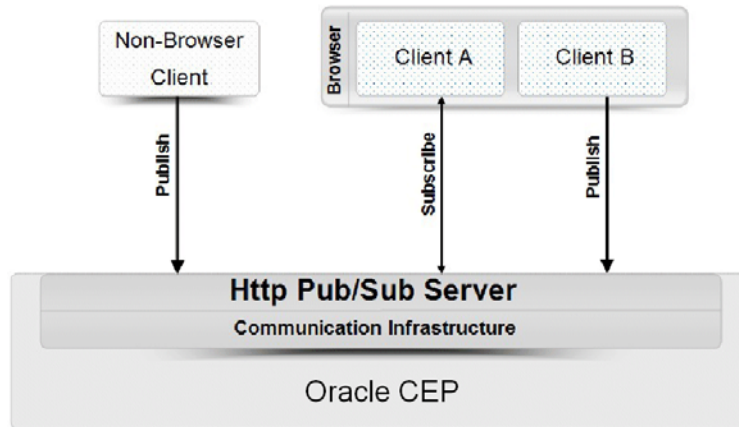 Non-Browser
Client
Browser
Client A
Client B
Publish
Subscribe
Publish
Http Pub/Sub Server
Communication Infrastructure
Oracle CEP